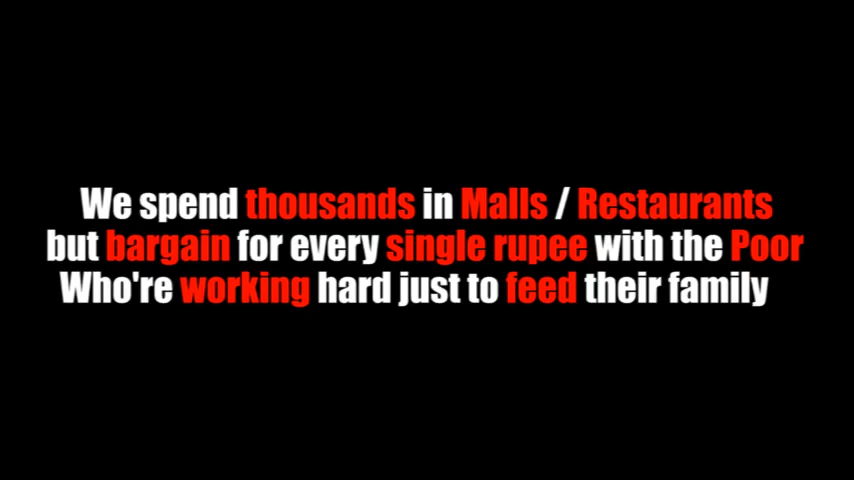 We spend thousands in Malls / Restaurants
but bargain for every single rupee with the Poor
Who're working hard just to feed their family